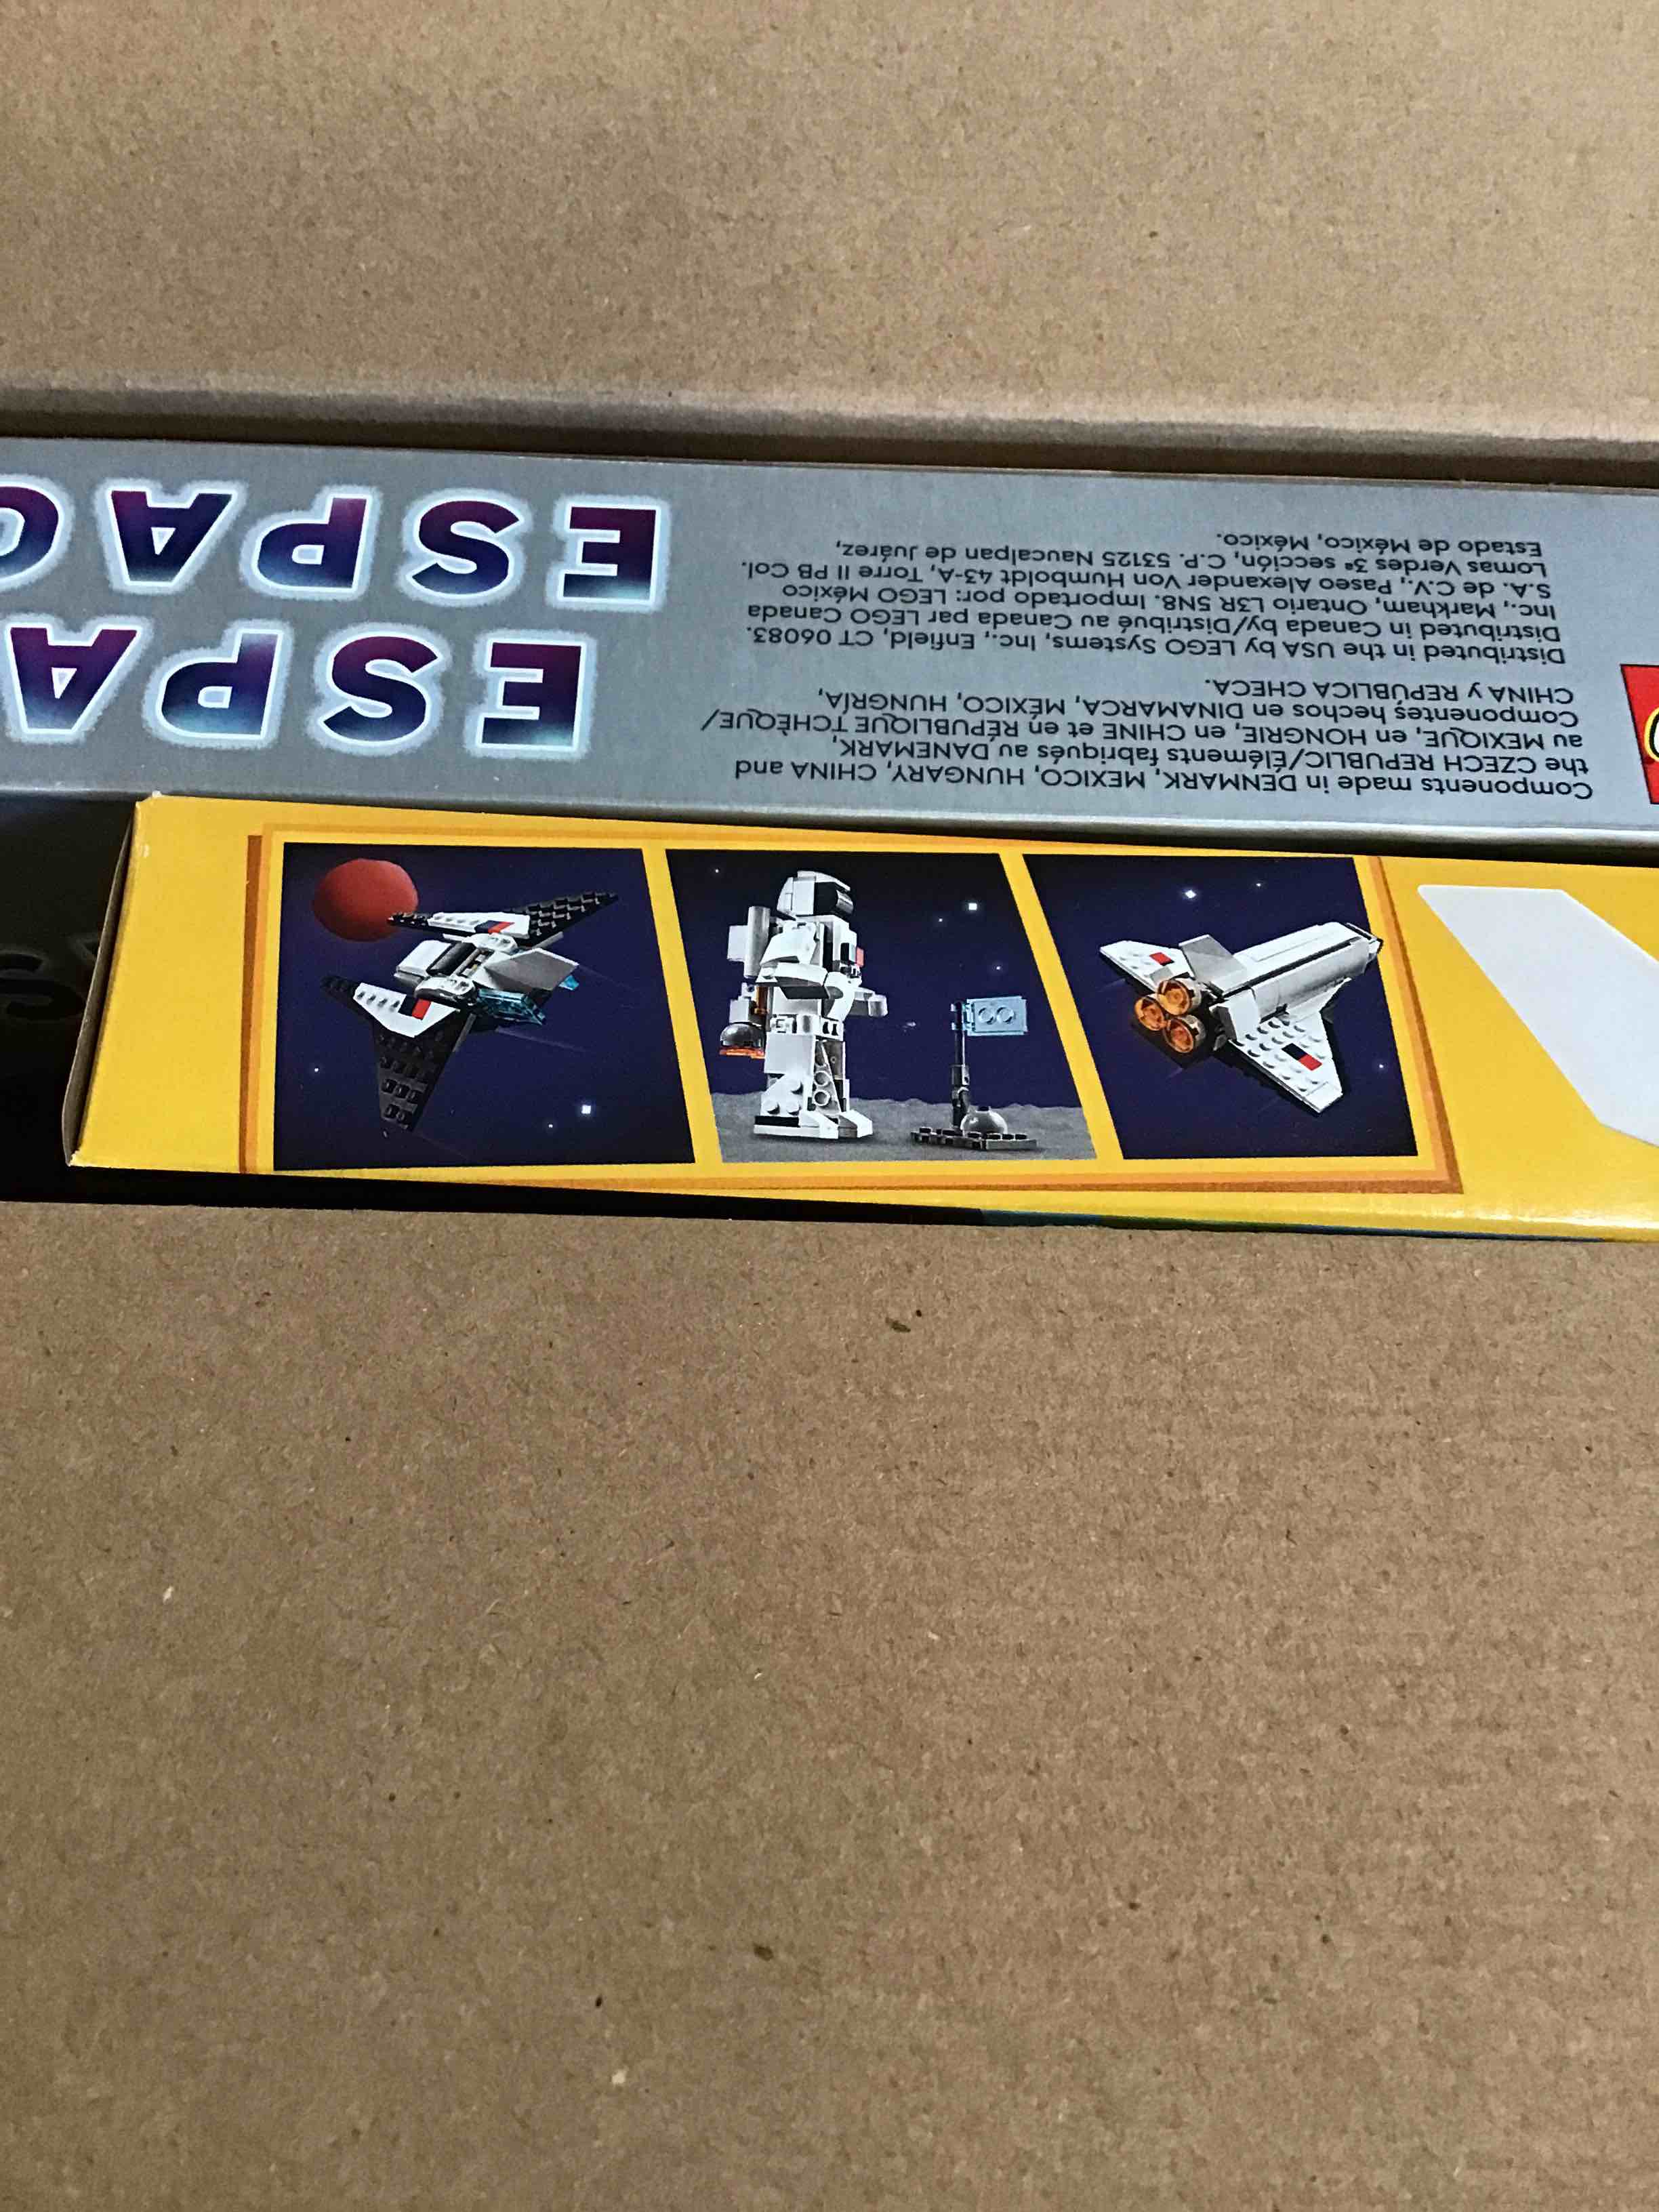 Components made in DENMARK, MEXICO, HUNGARY, CHINA and
the CZECH REPUBLIC/Éléments fabriqués au DANEMARK,
au MEXIQUE, en HONGRIE, en CHINE et en RÉPUBLIQUE TCHÈQUE/
Componentes hechos en DINAMARCA, MÉXICO, HUNGRÍA,
CHINA y REPÚBLICA CHECA.
Distributed in the USA by LEGO Systems, Inc., Enfield, CT 06083.
Distributed in Canada by/Distribué au Canada par LEGO Canada
Inc., Markham, Ontario L3R 5N8. Importado por: LEGO México
S.A. de C.V., Paseo Alexander Von Humboldt 43-A, Torre II PB Col.
Lomas Verdes 3ª sección, C.P. 53125 Naucalpan de Juárez,
Estado de México, México.
ESPA
ESPAC